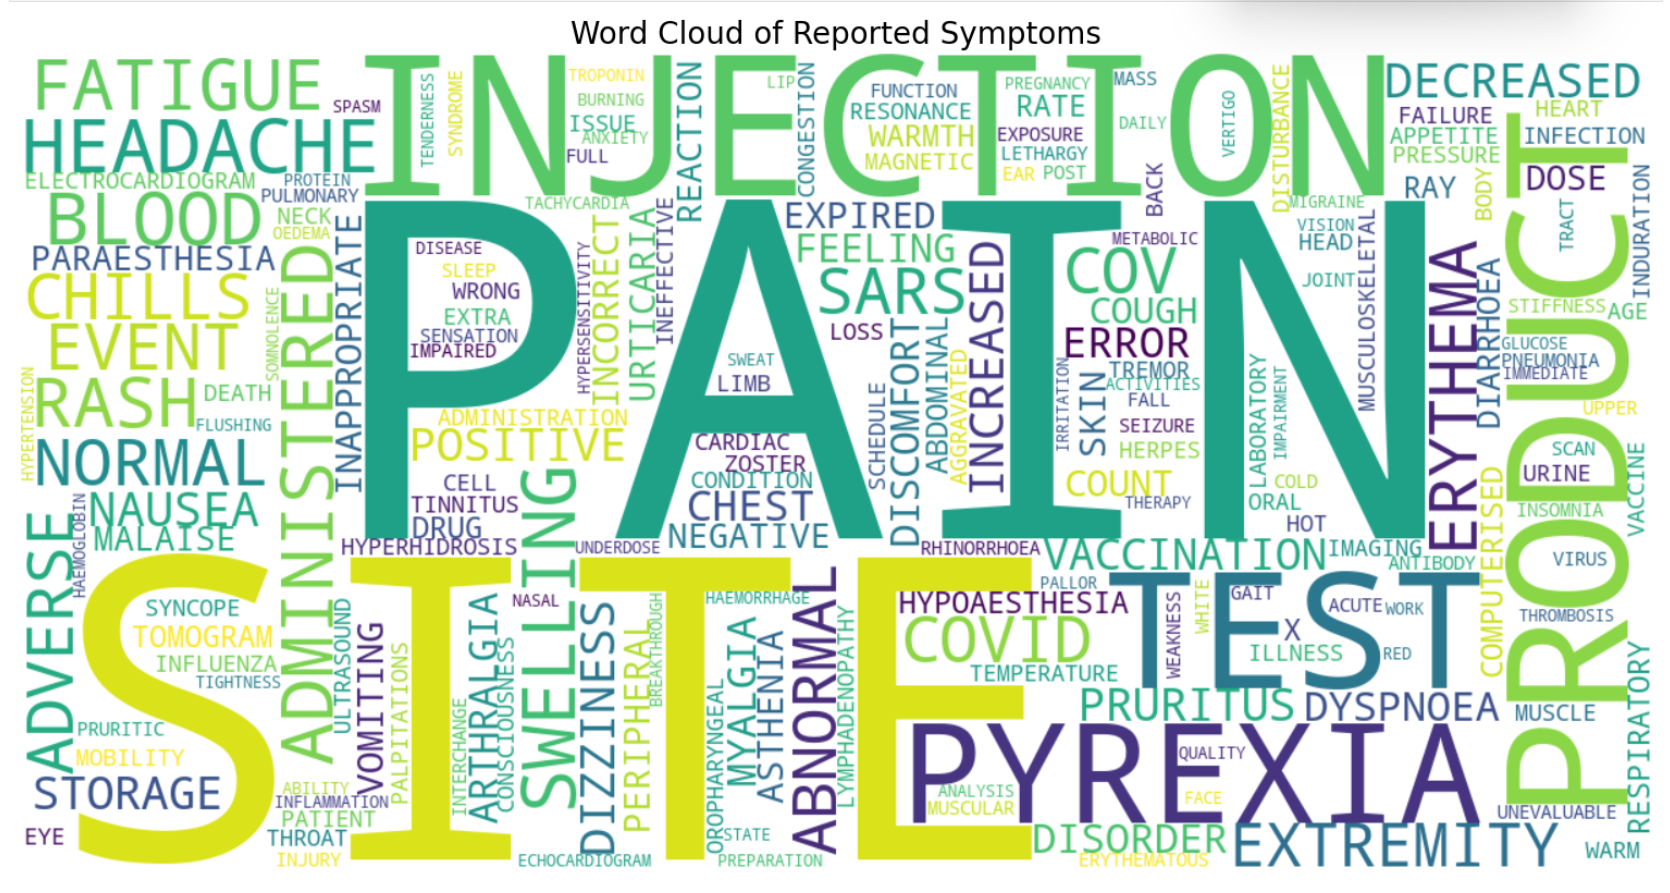 Word Cloud of Reported Symptoms
FATIGUE
INJECTION
DECREASED
HEADACHE
SPASM
TENDERNESS
SYNDROME
TROPONIN
BURNING
ISSUE
ANXIETY
FULL
REACTION
LIP
CONGESTION
FUNCTION
RESONANCE
WARMTH
MAGNETIC
PREGNANCY
RATE
EXPOSURE
LETHARGY
EAR
POST
MASS
DAILY
BACK
VERTIGO
DISTURBANCE
FAILURE
APPETITE
PRESSURE
HEART
INFECTION
RAY
BODY
DOSE
TRACT
INDURATION
ELECTROCARDIOGRAM
PROTEIN
PULMONARY
BLOOD
NECK
OEDEMA
PARAESTHESIA
CHILLS
EVENT
RASH
SOMNOLENCE
DEATH
FLUSHING
HYPERTENSION
NORMAL
NAUSEA
MALAISE
HAEMOGLOBIN
ADVERSE
ADMINISTERED
INAPPROPRIATE
PAIN
TACHYCARDIA
DISEASE
SLEEP
WRONG
EXTRA
SENSATION
IMPAIRED
HYPERSENSITIVITY
INCORRECT
URTICARIA
INEFFECTIVE
ADMINISTRATION
POSITIVE
CELL
TINNITUS
DRUG
HYPERHIDROSIS
UNDERDOSE
SWEAT
LIMB
CARDIAC
ZOSTER
CONDITION
CHEST
NEGATIVE
EXPIRED
FEELING
SARS
LOSS
SCHEDULE
DISCOMFORT
ABDOMINAL
AGGRAVATED
INCREASED
RHINORRHOEA
METABOLIC
COV
COUGH
ERROR
TREMOR
ACTIVITIES
FALL
SEIZURE
HERPES
IRRITATION
SKIN
COUNT
THERAPY
VACCINATION
MIGRAINE
VISION
HEAD
JOINT
MUSCULOSKELETAL
LABORATORY
IMPAIRMENT
COLD
ORAL
HOT
IMAGING
ANTIBODY
ERYTHEMA
DIARRHOEA
PRODUCT
STIFFNESS
AGE
GLUCOSE
PNEUMONIA
IMMEDIATE
UPPER
SCAN
URINE
INSOMNIA
VACCINE
VIRUS
THROMBOSIS
COMPUTERISED
RESPIRATORY
MUSCLE
UNEVALUABLE
WARM
SITE
SYNCOPE
TOMOGRAM
INFLUENZA
TIGHTNESS
PRURITIC
MOBILITY
STORAGE
EYE
ULTRASOUND
VOMITING
PALPITATIONS
ABILITY
INFLAMMATION
PATIENT
THROAT
INJURY
INTERCHANGE
ARTHRALGIA
CONSCIOUSNESS
NASAL
SWELLING
DIZZINESS
PERIPHERAL
BREAKTHROUGH
ECHOCARDIOGRAM
HAEMORRHAGE
OROPHARYNGEAL
MYALGIA
ASTHENIA
ABNORMAL
LYMPHADENOPATHY
STATE
PREPARATION
HYPOAESTHESIA
COVID
TEMPERATURE
PALLOR
TEST
WEAKNESS
WHITE
GAIT
X
ILLNESS
ACUTE
WORK
RED
PRURITUS
DYSPNOEA
PYREXIA
QUALITY
FACE
ANALYSIS
MUSCULAR
DISORDER
ERYTHEMATOUS
EXTREMITY